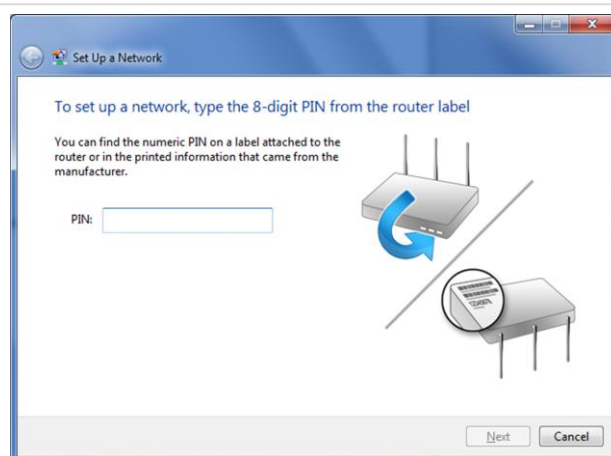 Set Up a Network
To set up a network, type the 8-digit PIN from the router label
You can find the numeric PIN on a label attached to the
router or in the printed information that came from the
manufacturer.
PIN:
Next
Cancel